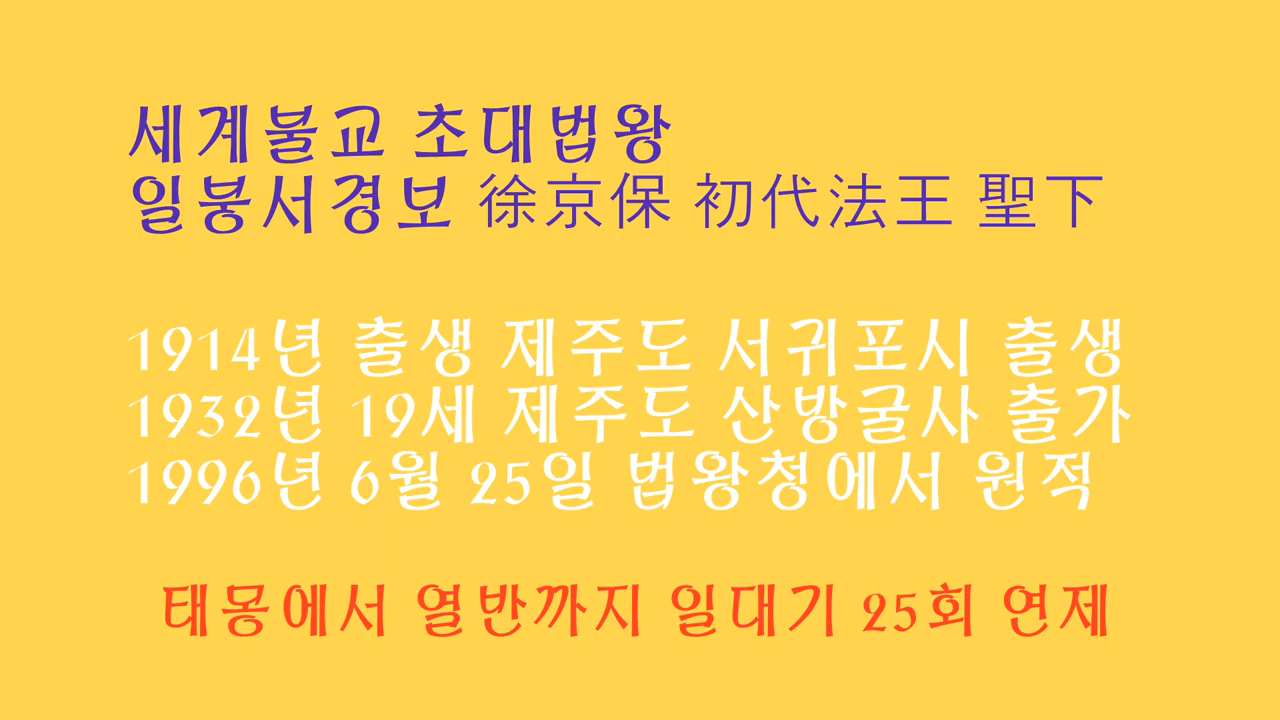 세계불교 초대법왕
일붕서경보 徐京保 初代法王 聖下
1914년 출생 제주도 서귀포시 출생
1932년 19세 제주도 산방굴사 출가
1996년 6월 25일 법왕청에서 원적
태몽에서 열반까지 일대기 25회 연제